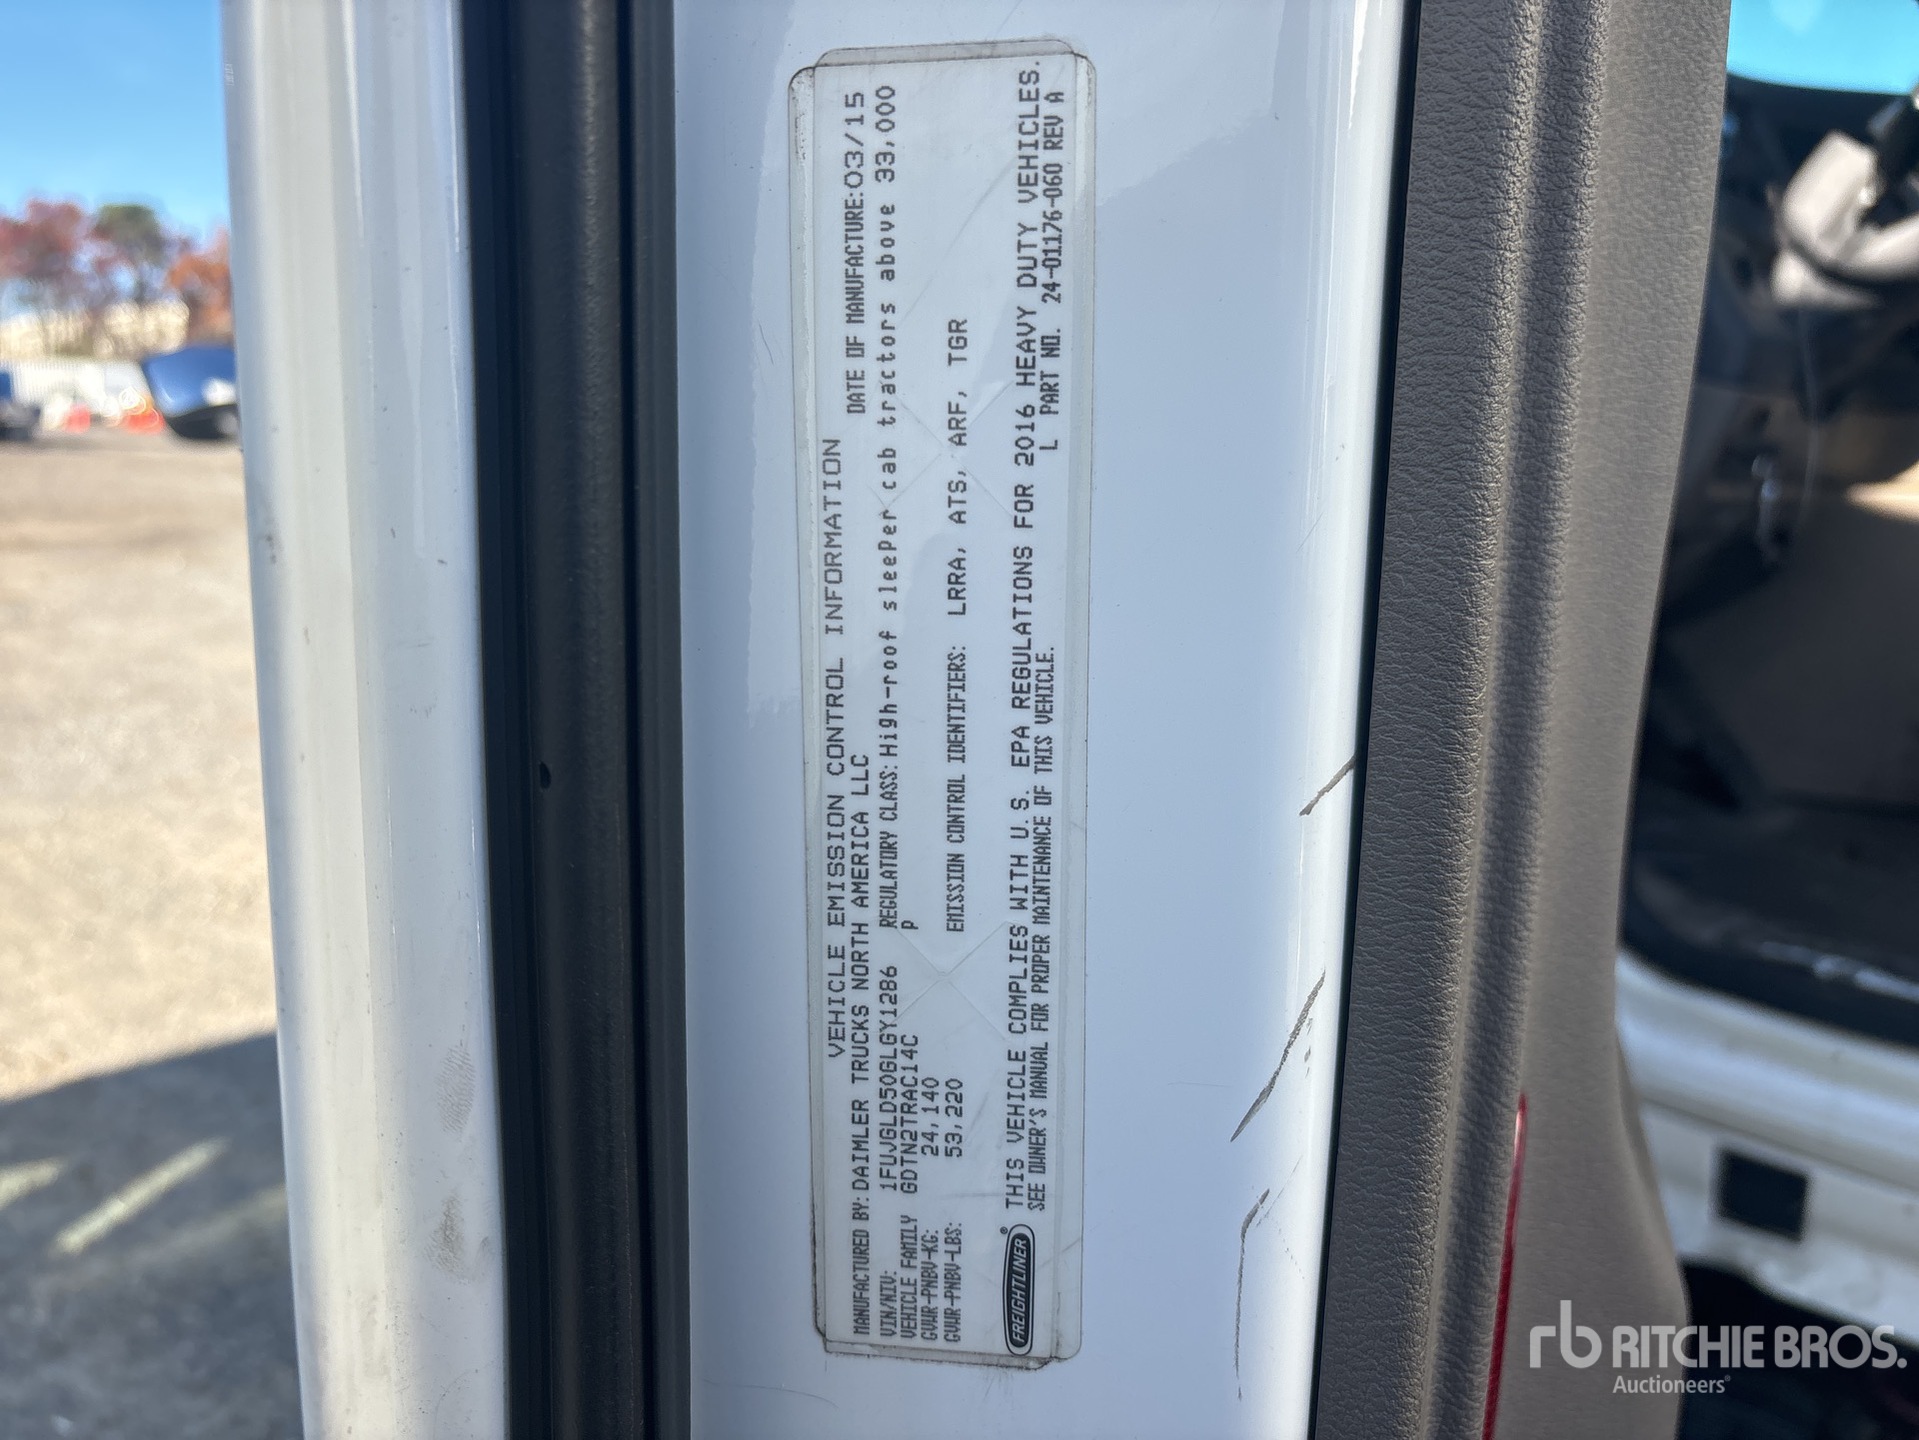 VEHICLE EMISSION CONTROL INFORMATION
MANUFACTURED BY: DAIMLER TRUCKS NORTH AMERICA LLC
DATE OF MANUFACTURE: 03/15
VIN/NIV: 1FUJGLD50GLGY1286
REGULATORY CLASS: High-roof sleePer cab tractors above 33,000
VEHICLE FAMILY GDTN2TRAC14C
P
GVWR-PNBV-KG: 24,140
GVWR-PNBV-LBS: 53,220
EMISSION CONTROL IDENTIFIERS: LRRA, ATS, ARF, TGR
FREIGHTLINER®
THIS VEHICLE COMPLIES WITH U.S. EPA REGULATIONS FOR 2016 HEAVY DUTY VEHICLES.
SEE OWNER'S MANUAL FOR PROPER MAINTENANCE OF THIS VEHICLE.
L PART NO. 24-01176-060 REV A
rb RITCHIE BROS.
Auctioneers®